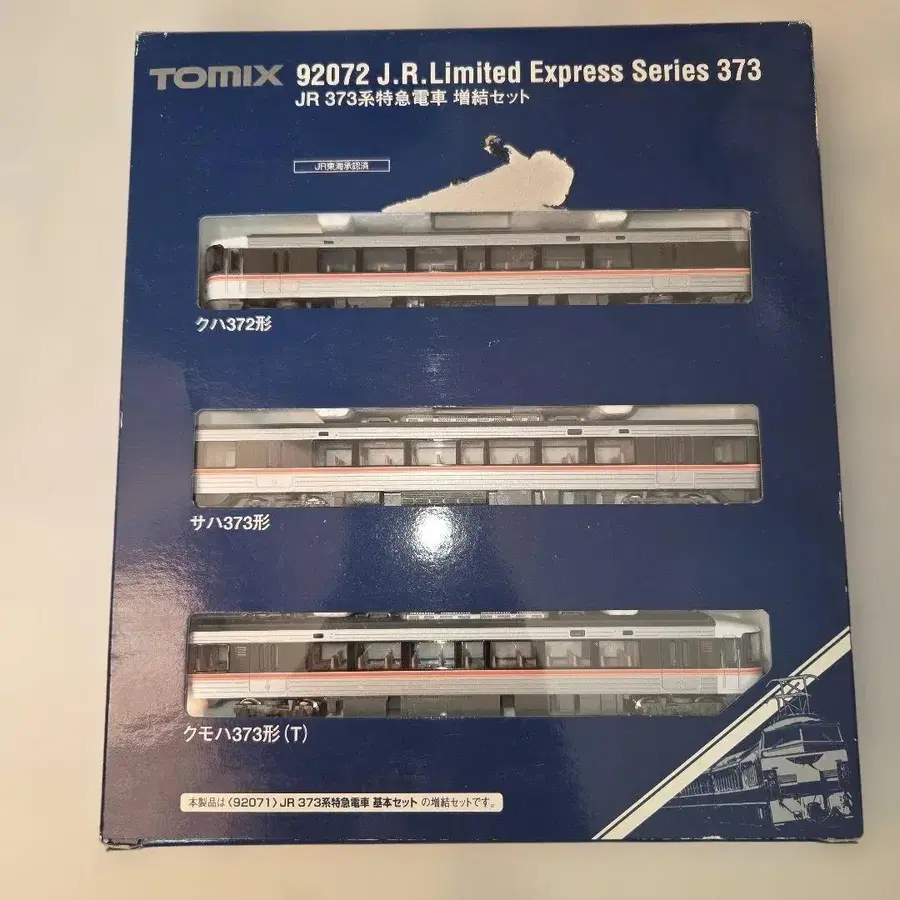 TOMIX 92072 J.R.Limited Express Series 373
JR 373系特急電車 増結セット
JR東海承認済
クハ372形
サハ373形
クモハ373形(T)
本製品は〈92071〉JR 373系特急電車 基本セット の増結セットです。